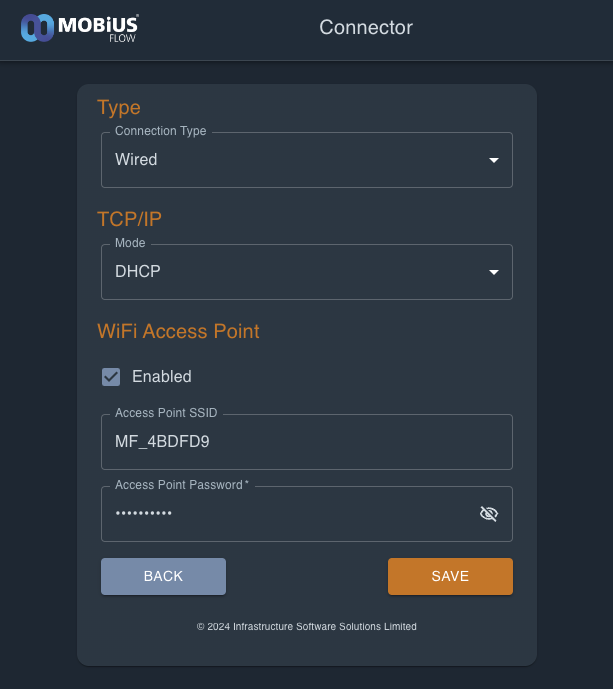 MOBiUS
FLOW
Connector
Type
Connection Type
Wired
TCP/IP
Mode
DHCP
WiFi Access Point
Enabled
Access Point SSID
MF_4BDFD9
Access Point Password *
••••••••••
BACK
SAVE
© 2024 Infrastructure Software Solutions Limited